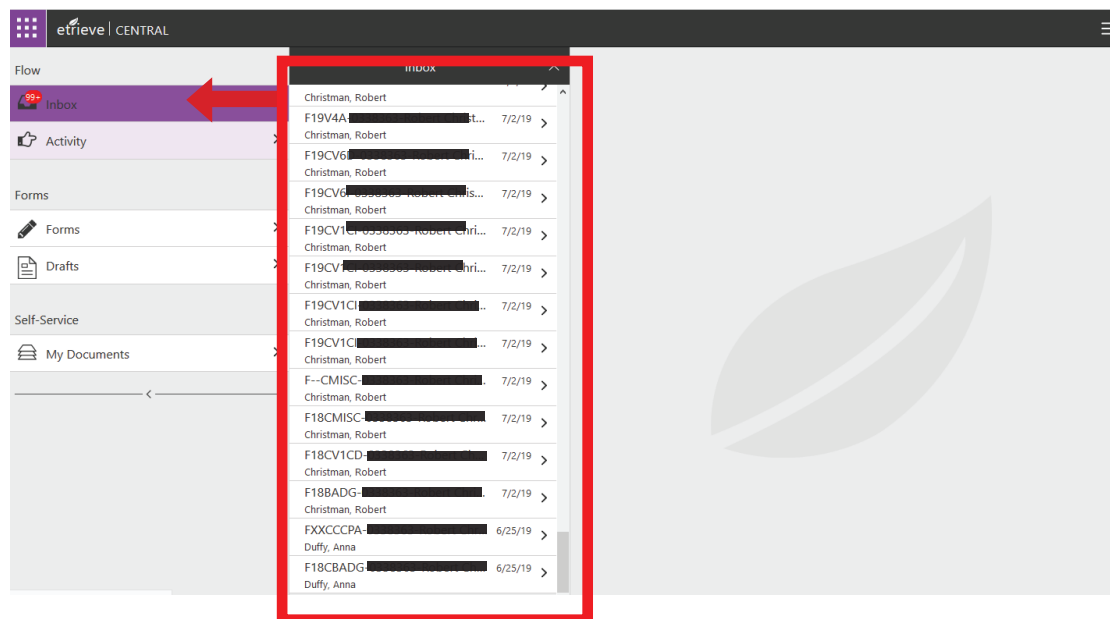 etrieve | CENTRAL
Flow
99+
Inbox
Activity
Forms
Forms
Drafts
Self-Service
My Documents
Inbox
Christman, Robert
F19V4A- 7/2/19
Christman, Robert
F19CV6 7/2/19
Christman, Robert
F19CV6 7/2/19
Christman, Robert
F19CV1 7/2/19
Christman, Robert
F19CV 7/2/19
Christman, Robert
F19CV1CI- 7/2/19
Christman, Robert
F19CV1C 7/2/19
Christman, Robert
F--CMISC- 7/2/19
Christman, Robert
F18CMISC- 7/2/19
Christman, Robert
F18CV1CD- 7/2/19
Christman, Robert
F18BADG- 7/2/19
Christman, Robert
FXXCCCPA- 6/25/19
Duffy, Anna
F18CBADG- 6/25/19
Duffy, Anna